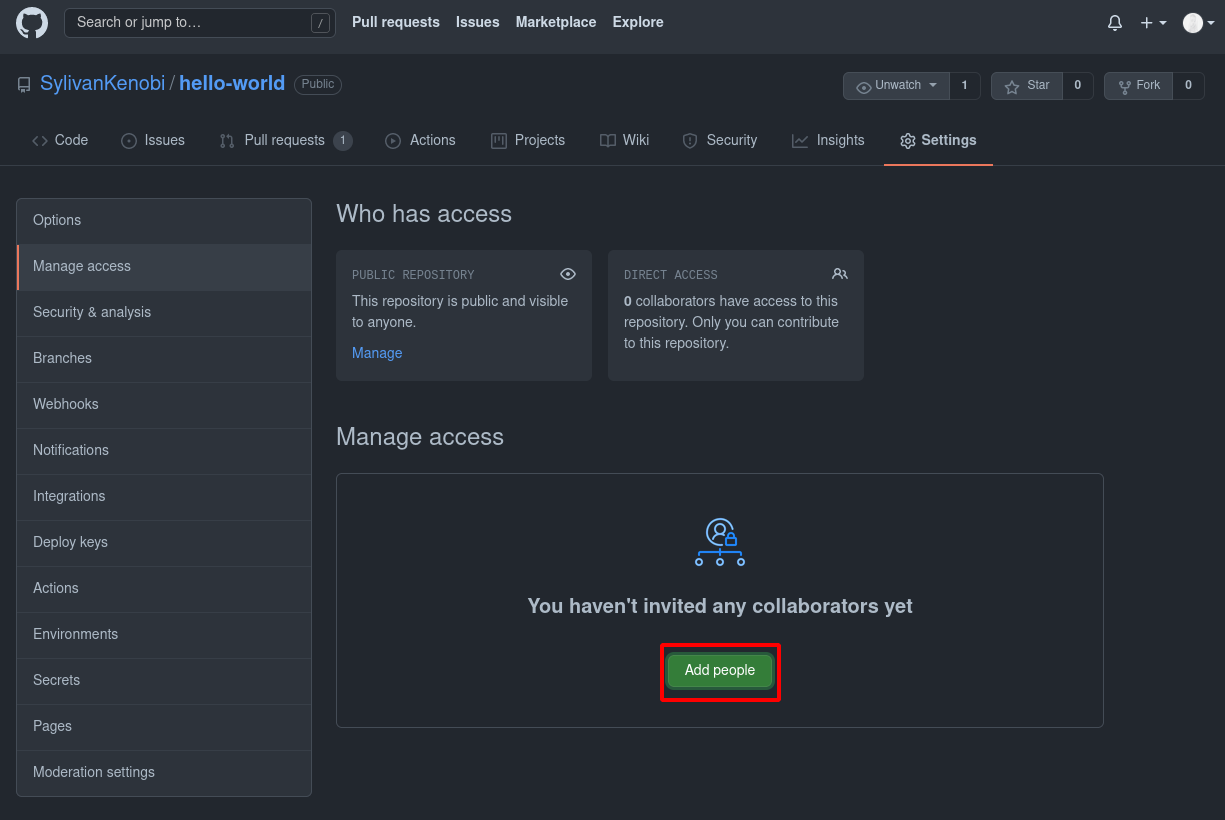 Search or jump to… / Pull requests Issues Marketplace Explore
SylivanKenobi / hello-world Public Unwatch 1 Star 0 Fork 0
Code Issues Pull requests 1 Actions Projects Wiki Security Insights Settings
Options
Manage access
Security & analysis
Branches
Webhooks
Notifications
Integrations
Deploy keys
Actions
Environments
Secrets
Pages
Moderation settings
Who has access
PUBLIC REPOSITORY
This repository is public and visible
to anyone.
Manage
DIRECT ACCESS
0 collaborators have access to this
repository. Only you can contribute
to this repository.
Manage access
You haven't invited any collaborators yet
Add people